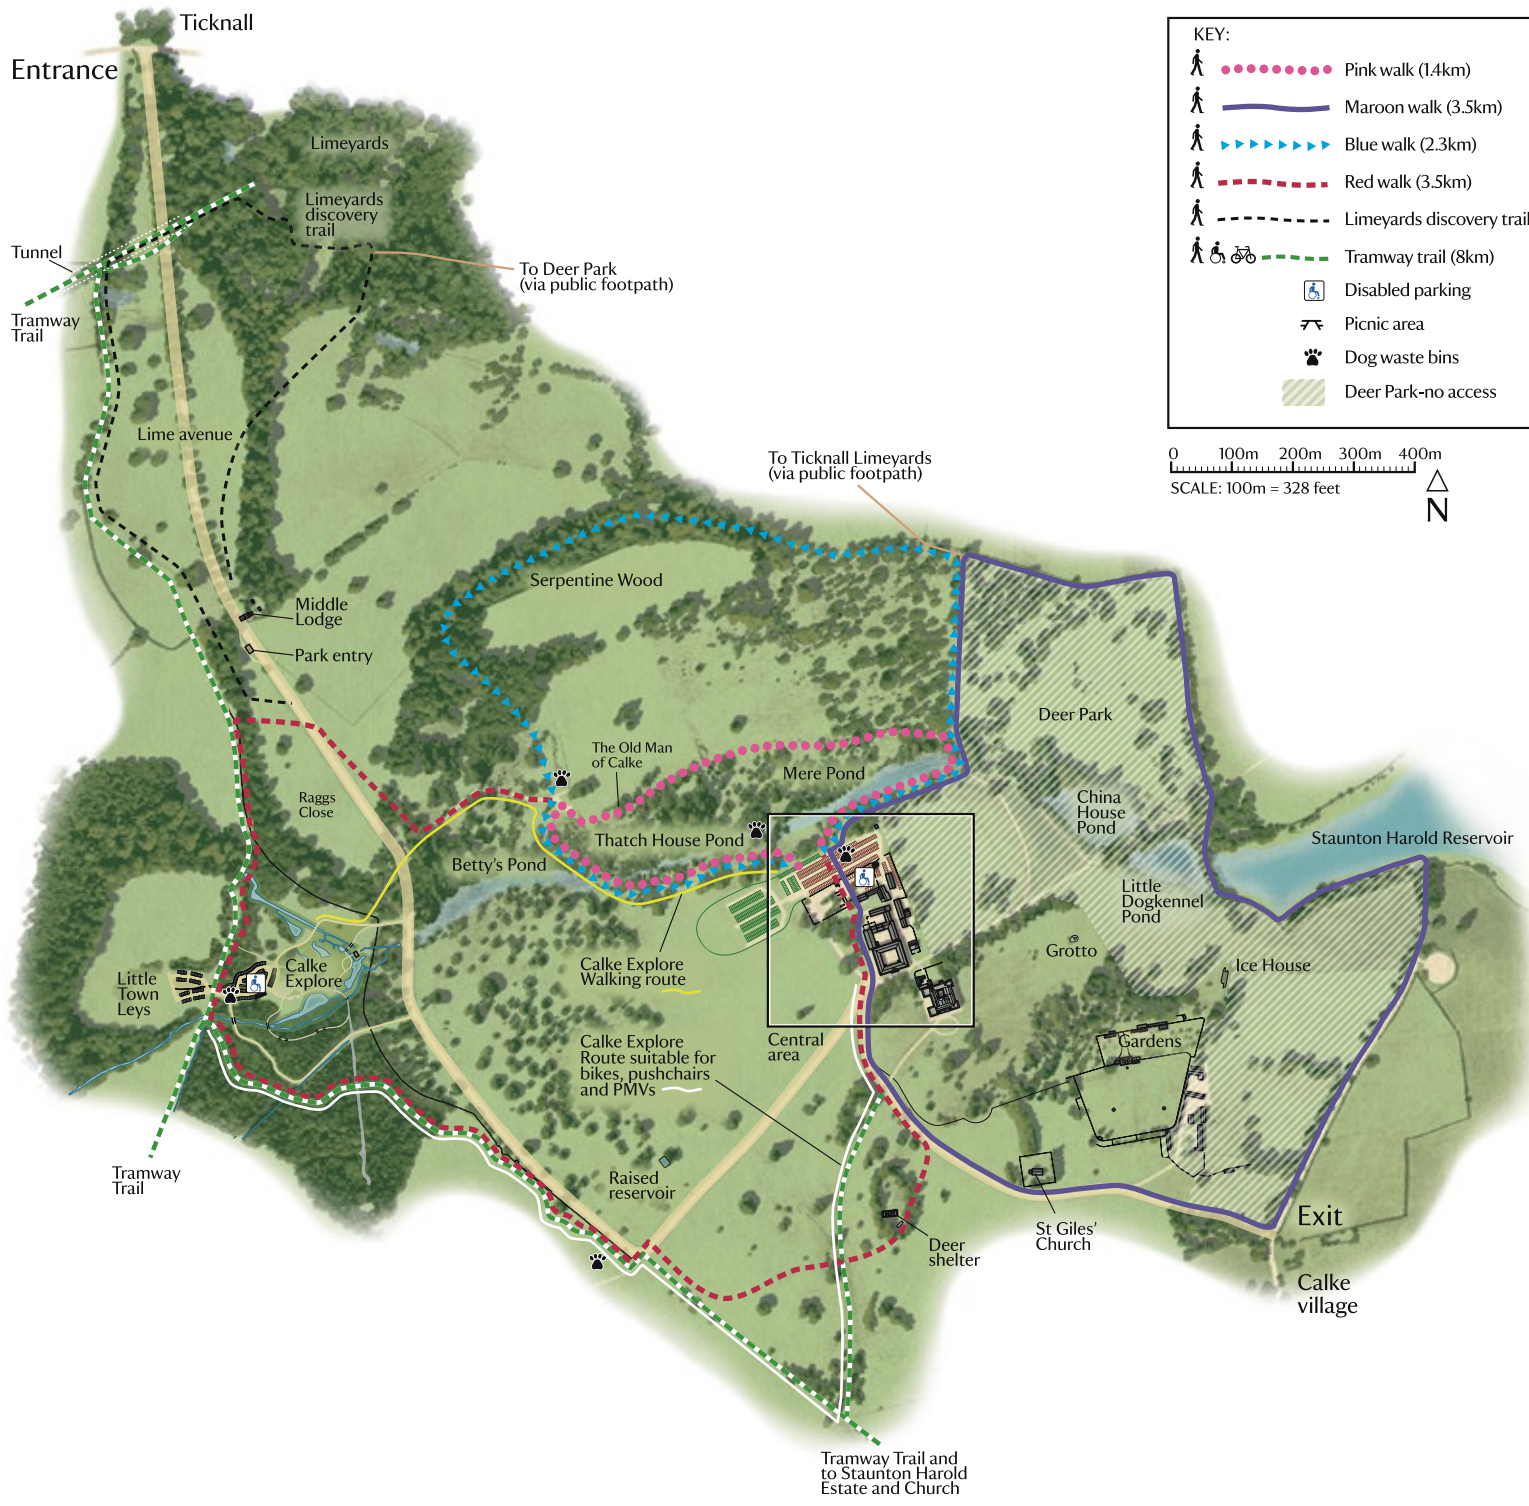 Ticknall
Entrance
Limeyards
Limeyards
discovery
trail
Tunnel
Tramway
Trail
To Deer Park
(via public footpath)
Lime avenue
To Ticknall Limeyards
(via public footpath)
Serpentine Wood
Middle
Lodge
Park entry
Deer Park
The Old Man
of Calke
Mere Pond
Raggs
Close
China
House
Pond
Thatch House Pond
Staunton Harold Reservoir
Betty's Pond
Little
Dogkennel
Pond
Grotto
Ice House
Calke Explore
Walking route
Calke
Explore
Little
Town
Leys
Central
area
Gardens
Calke Explore
Route suitable for
bikes, pushchairs
and PMVs
Tramway
Trail
Raised
reservoir
Deer
shelter
St Giles'
Church
Exit
Calke
village
Tramway Trail and
to Staunton Harold
Estate and Church
KEY:
Pink walk (1.4km)
Maroon walk (3.5km)
Blue walk (2.3km)
Red walk (3.5km)
Limeyards discovery trail
Tramway trail (8km)
Disabled parking
Picnic area
Dog waste bins
Deer Park-no access
0 100m 200m 300m 400m
SCALE: 100m = 328 feet
N